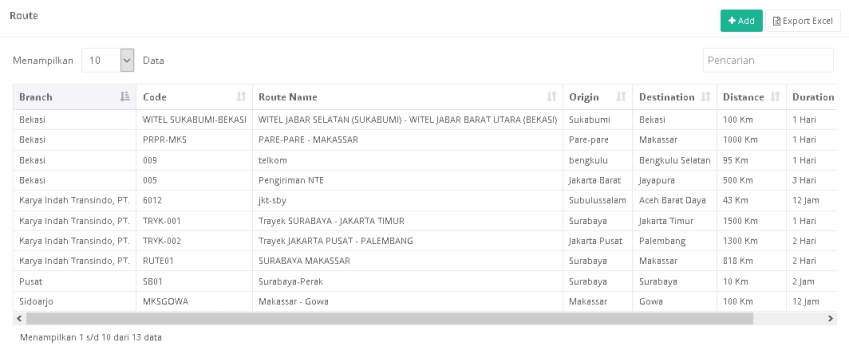 Route
Add Export Excel
Menampilkan 10 Data Pencarian
Branch Code Route Name Origin Destination Distance Duration
Bekasi WITEL SUKABUMI-BEKASI WITEL JABAR SELATAN (SUKABUMI) - WITEL JABAR BARAT UTARA (BEKASI) Sukabumi Bekasi 100 Km 1 Hari
Bekasi PRPR-MKS PARE-PARE - MAKASSAR Pare-pare Makassar 1000 Km 1 Hari
Bekasi 009 telkom bengkulu Bengkulu Selatan 95 Km 1 Hari
Bekasi 005 Pengiriman NTE Jakarta Barat Jayapura 500 Km 3 Hari
Karya Indah Transindo, PT. 6012 jkt-sby Subulussalam Aceh Barat Daya 43 Km 12 Jam
Karya Indah Transindo, PT. TRYK-001 Trayek SURABAYA - JAKARTA TIMUR Surabaya Jakarta Timur 1500 Km 1 Hari
Karya Indah Transindo, PT. TRYK-002 Trayek JAKARTA PUSAT - PALEMBANG Jakarta Pusat Palembang 1300 Km 2 Hari
Karya Indah Transindo, PT. RUTE01 SURABAYA MAKASSAR Surabaya Makassar 818 Km 2 Hari
Pusat SB01 Surabaya-Perak Surabaya Surabaya 10 Km 2 Jam
Sidoarjo MKSGOWA Makassar - Gowa Makassar Gowa 100 Km 12 Jam
Menampilkan 1 s/d 10 dari 13 data